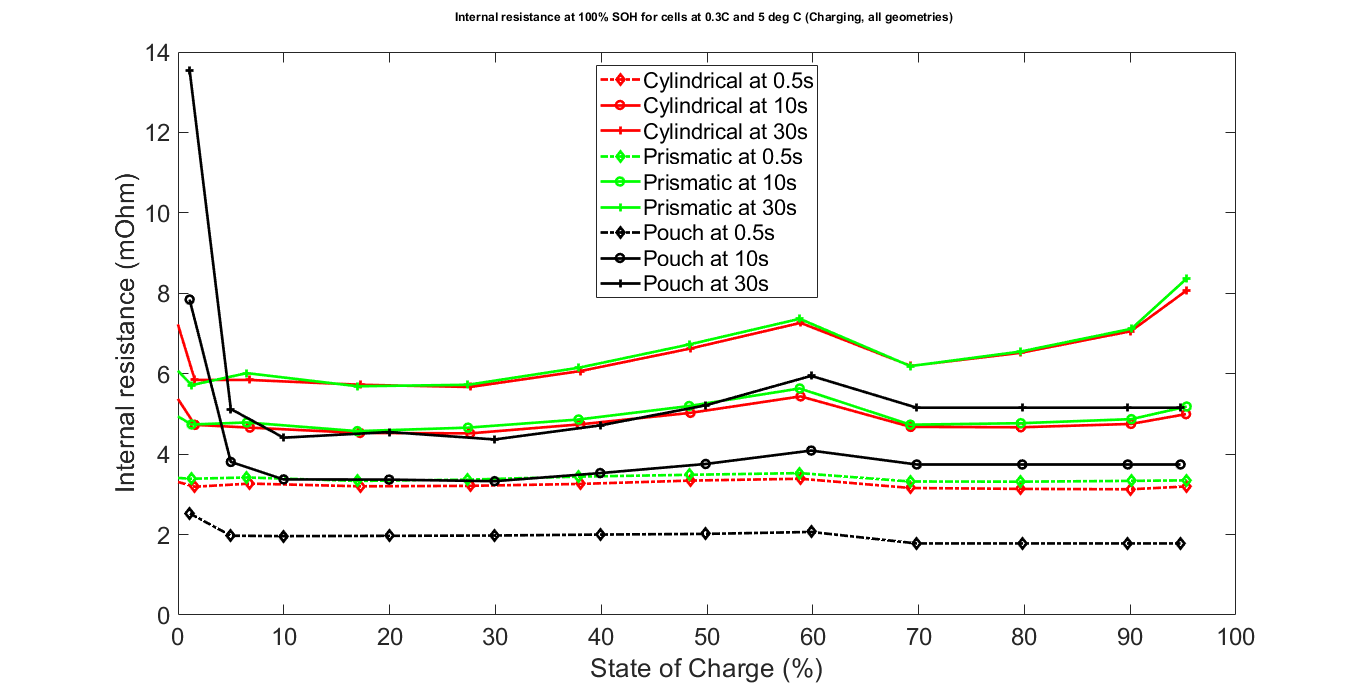 Internal resistance at 100% SOH for cells at 0.3C and 5 deg C (Charging, all geometries)
14
12
10
8
6
4
2
0
Internal resistance (mOhm)
Cylindrical at 0.5s
Cylindrical at 10s
Cylindrical at 30s
Prismatic at 0.5s
Prismatic at 10s
Prismatic at 30s
Pouch at 0.5s
Pouch at 10s
Pouch at 30s
0 10 20 30 40 50 60 70 80 90 100
State of Charge (%)